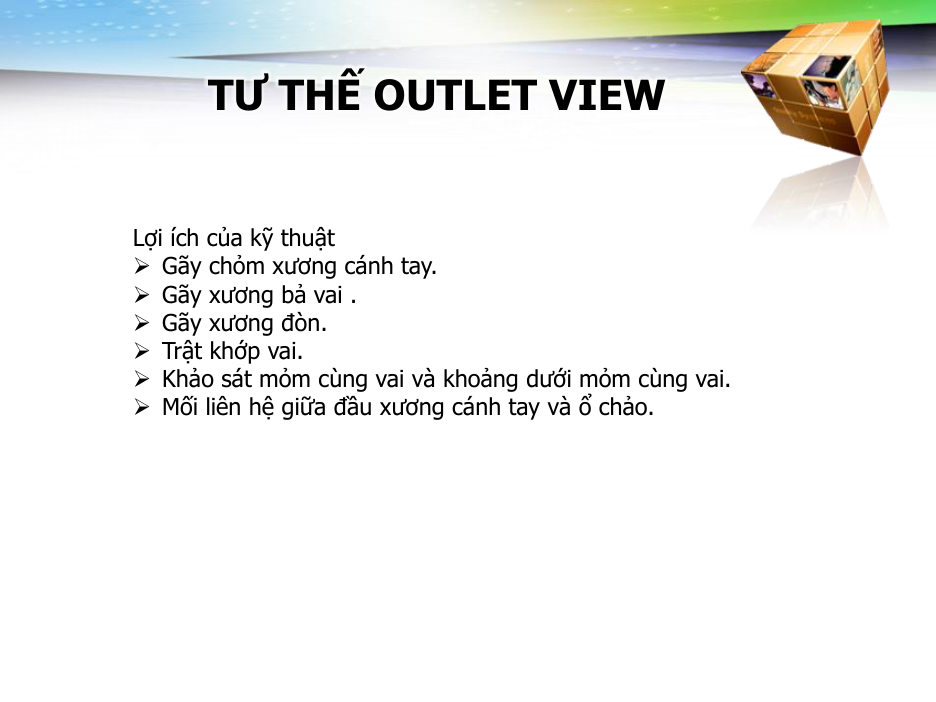 TƯ THẾ OUTLET VIEW
Lợi ích của kỹ thuật
➢ Gãy chỏm xương cánh tay.
➢ Gãy xương bả vai .
➢ Gãy xương đòn.
➢ Trật khớp vai.
➢ Khảo sát mỏm cùng vai và khoảng dưới mỏm cùng vai.
➢ Mối liên hệ giữa đầu xương cánh tay và ổ chảo.